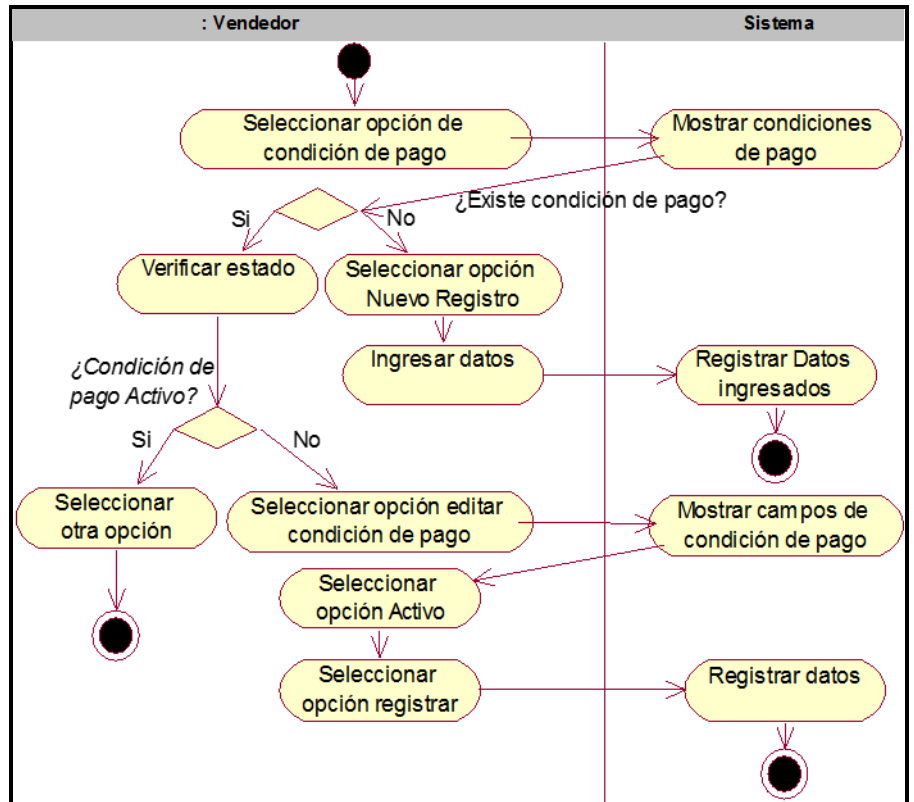 : Vendedor
Sistema
Seleccionar opción de
condición de pago
Mostrar condiciones
de pago
¿Existe condición de pago?
Si
No
Verificar estado
Seleccionar opción
Nuevo Registro
Ingresar datos
Registrar Datos
ingresados
¿Condición de
pago Activo?
Si
No
Seleccionar
otra opción
Seleccionar opción editar
condición de pago
Mostrar campos de
condición de pago
Seleccionar
opción Activo
Seleccionar
opción registrar
Registrar datos